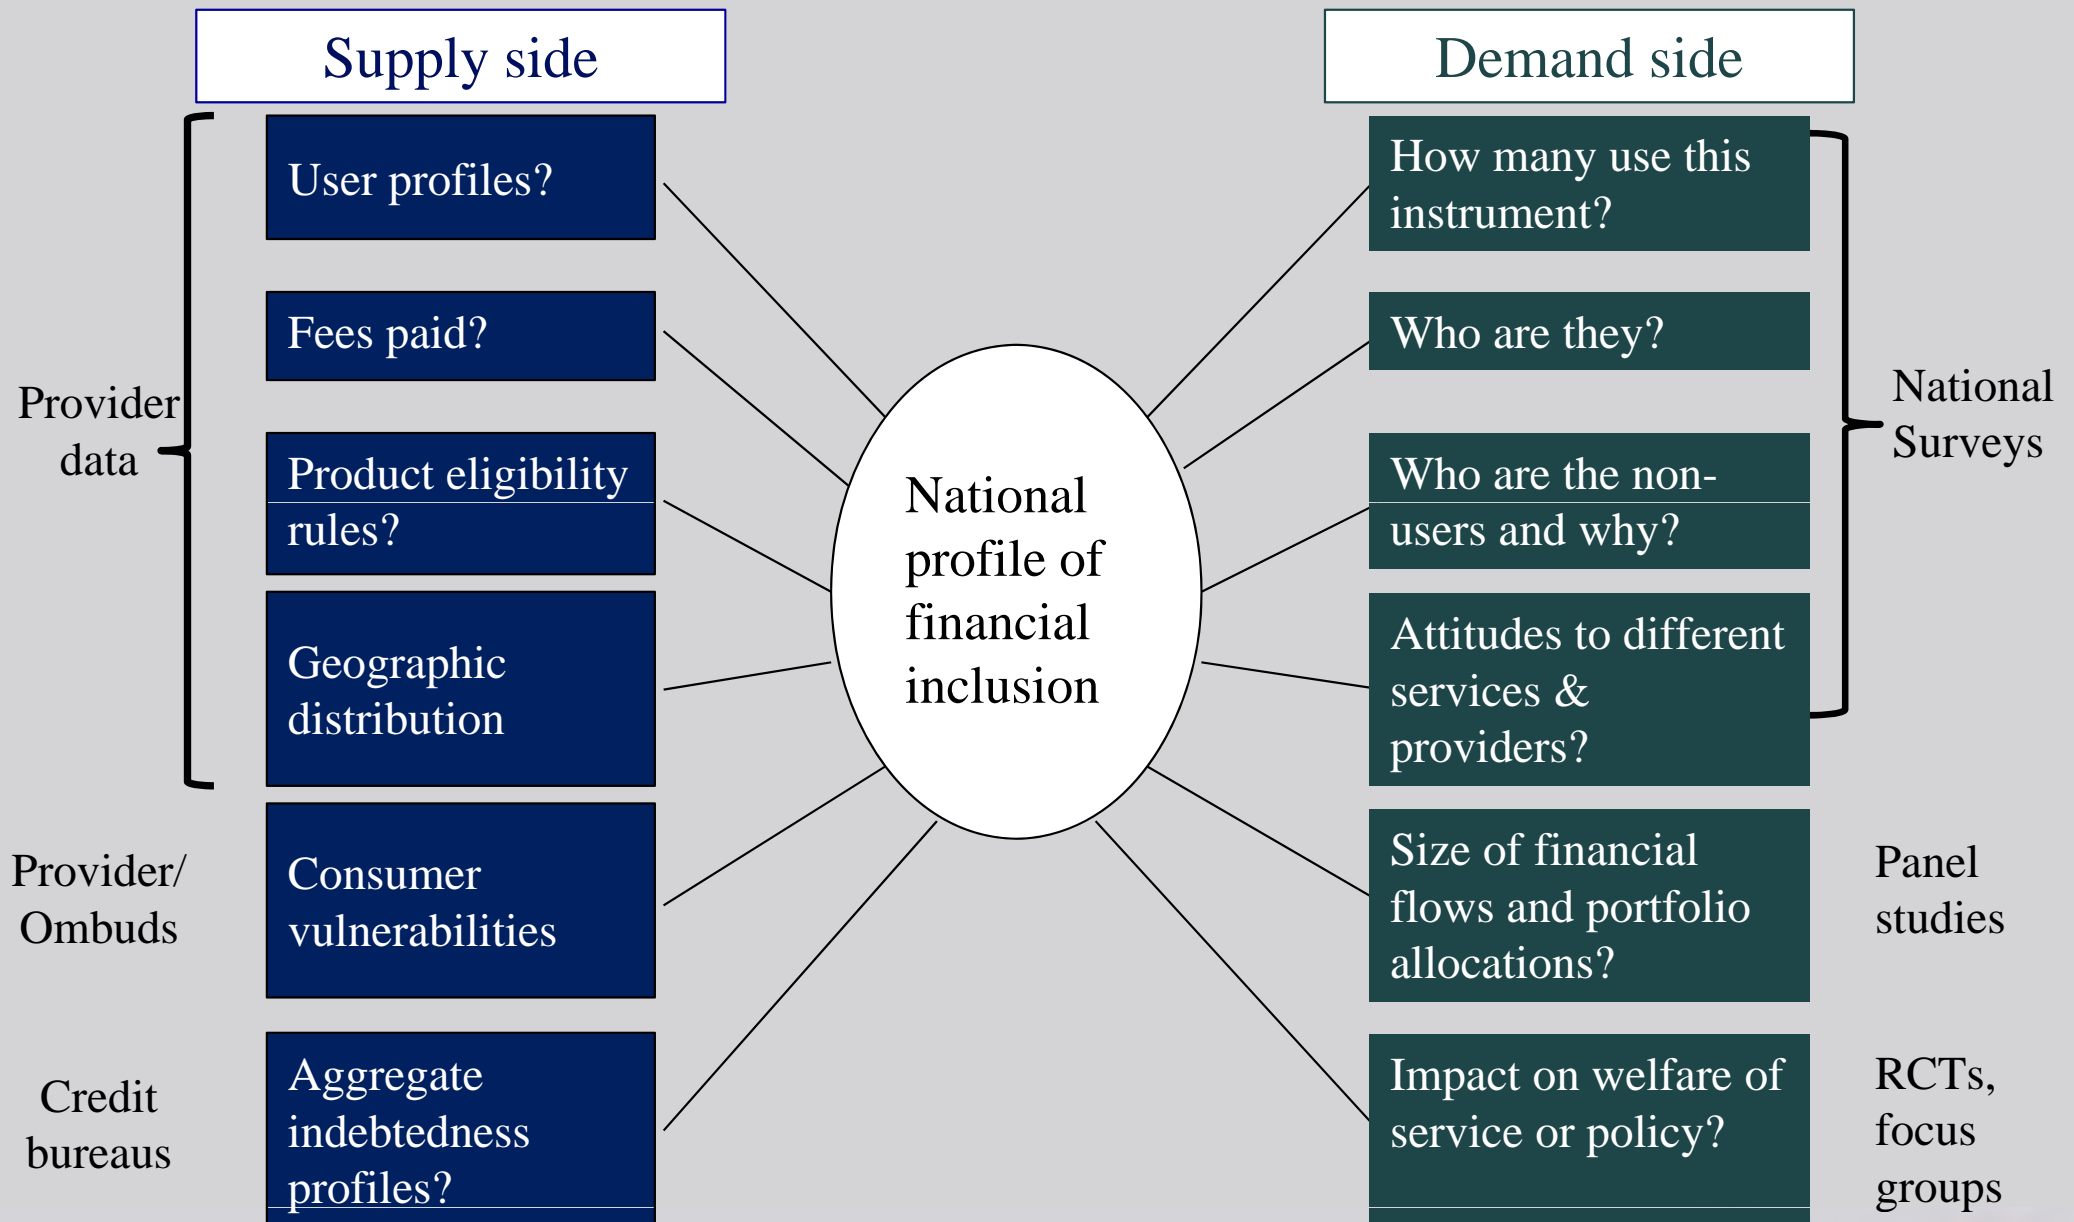 Supply side
Demand side
Provider
data
Provider/
Ombuds
Credit
bureaus
User profiles?
Fees paid?
Product eligibility
rules?
Geographic
distribution
Consumer
vulnerabilities
Aggregate
indebtedness
profiles?
National
profile of
financial
inclusion
How many use this
instrument?
Who are they?
Who are the non-
users and why?
Attitudes to different
services &
providers?
Size of financial
flows and portfolio
allocations?
Impact on welfare of
service or policy?
National
Surveys
Panel
studies
RCTs,
focus
groups